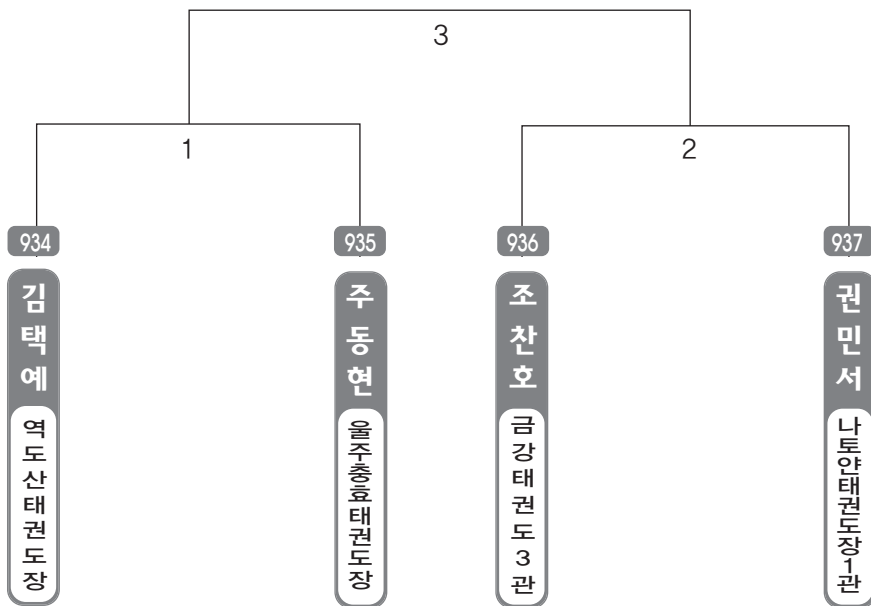 3
1
2
934
935
936
937
김택예
주동현
조찬호
권민서
역도산태권도장
울주충효태권도장
금강태권도3관
나토얀태권도장1관